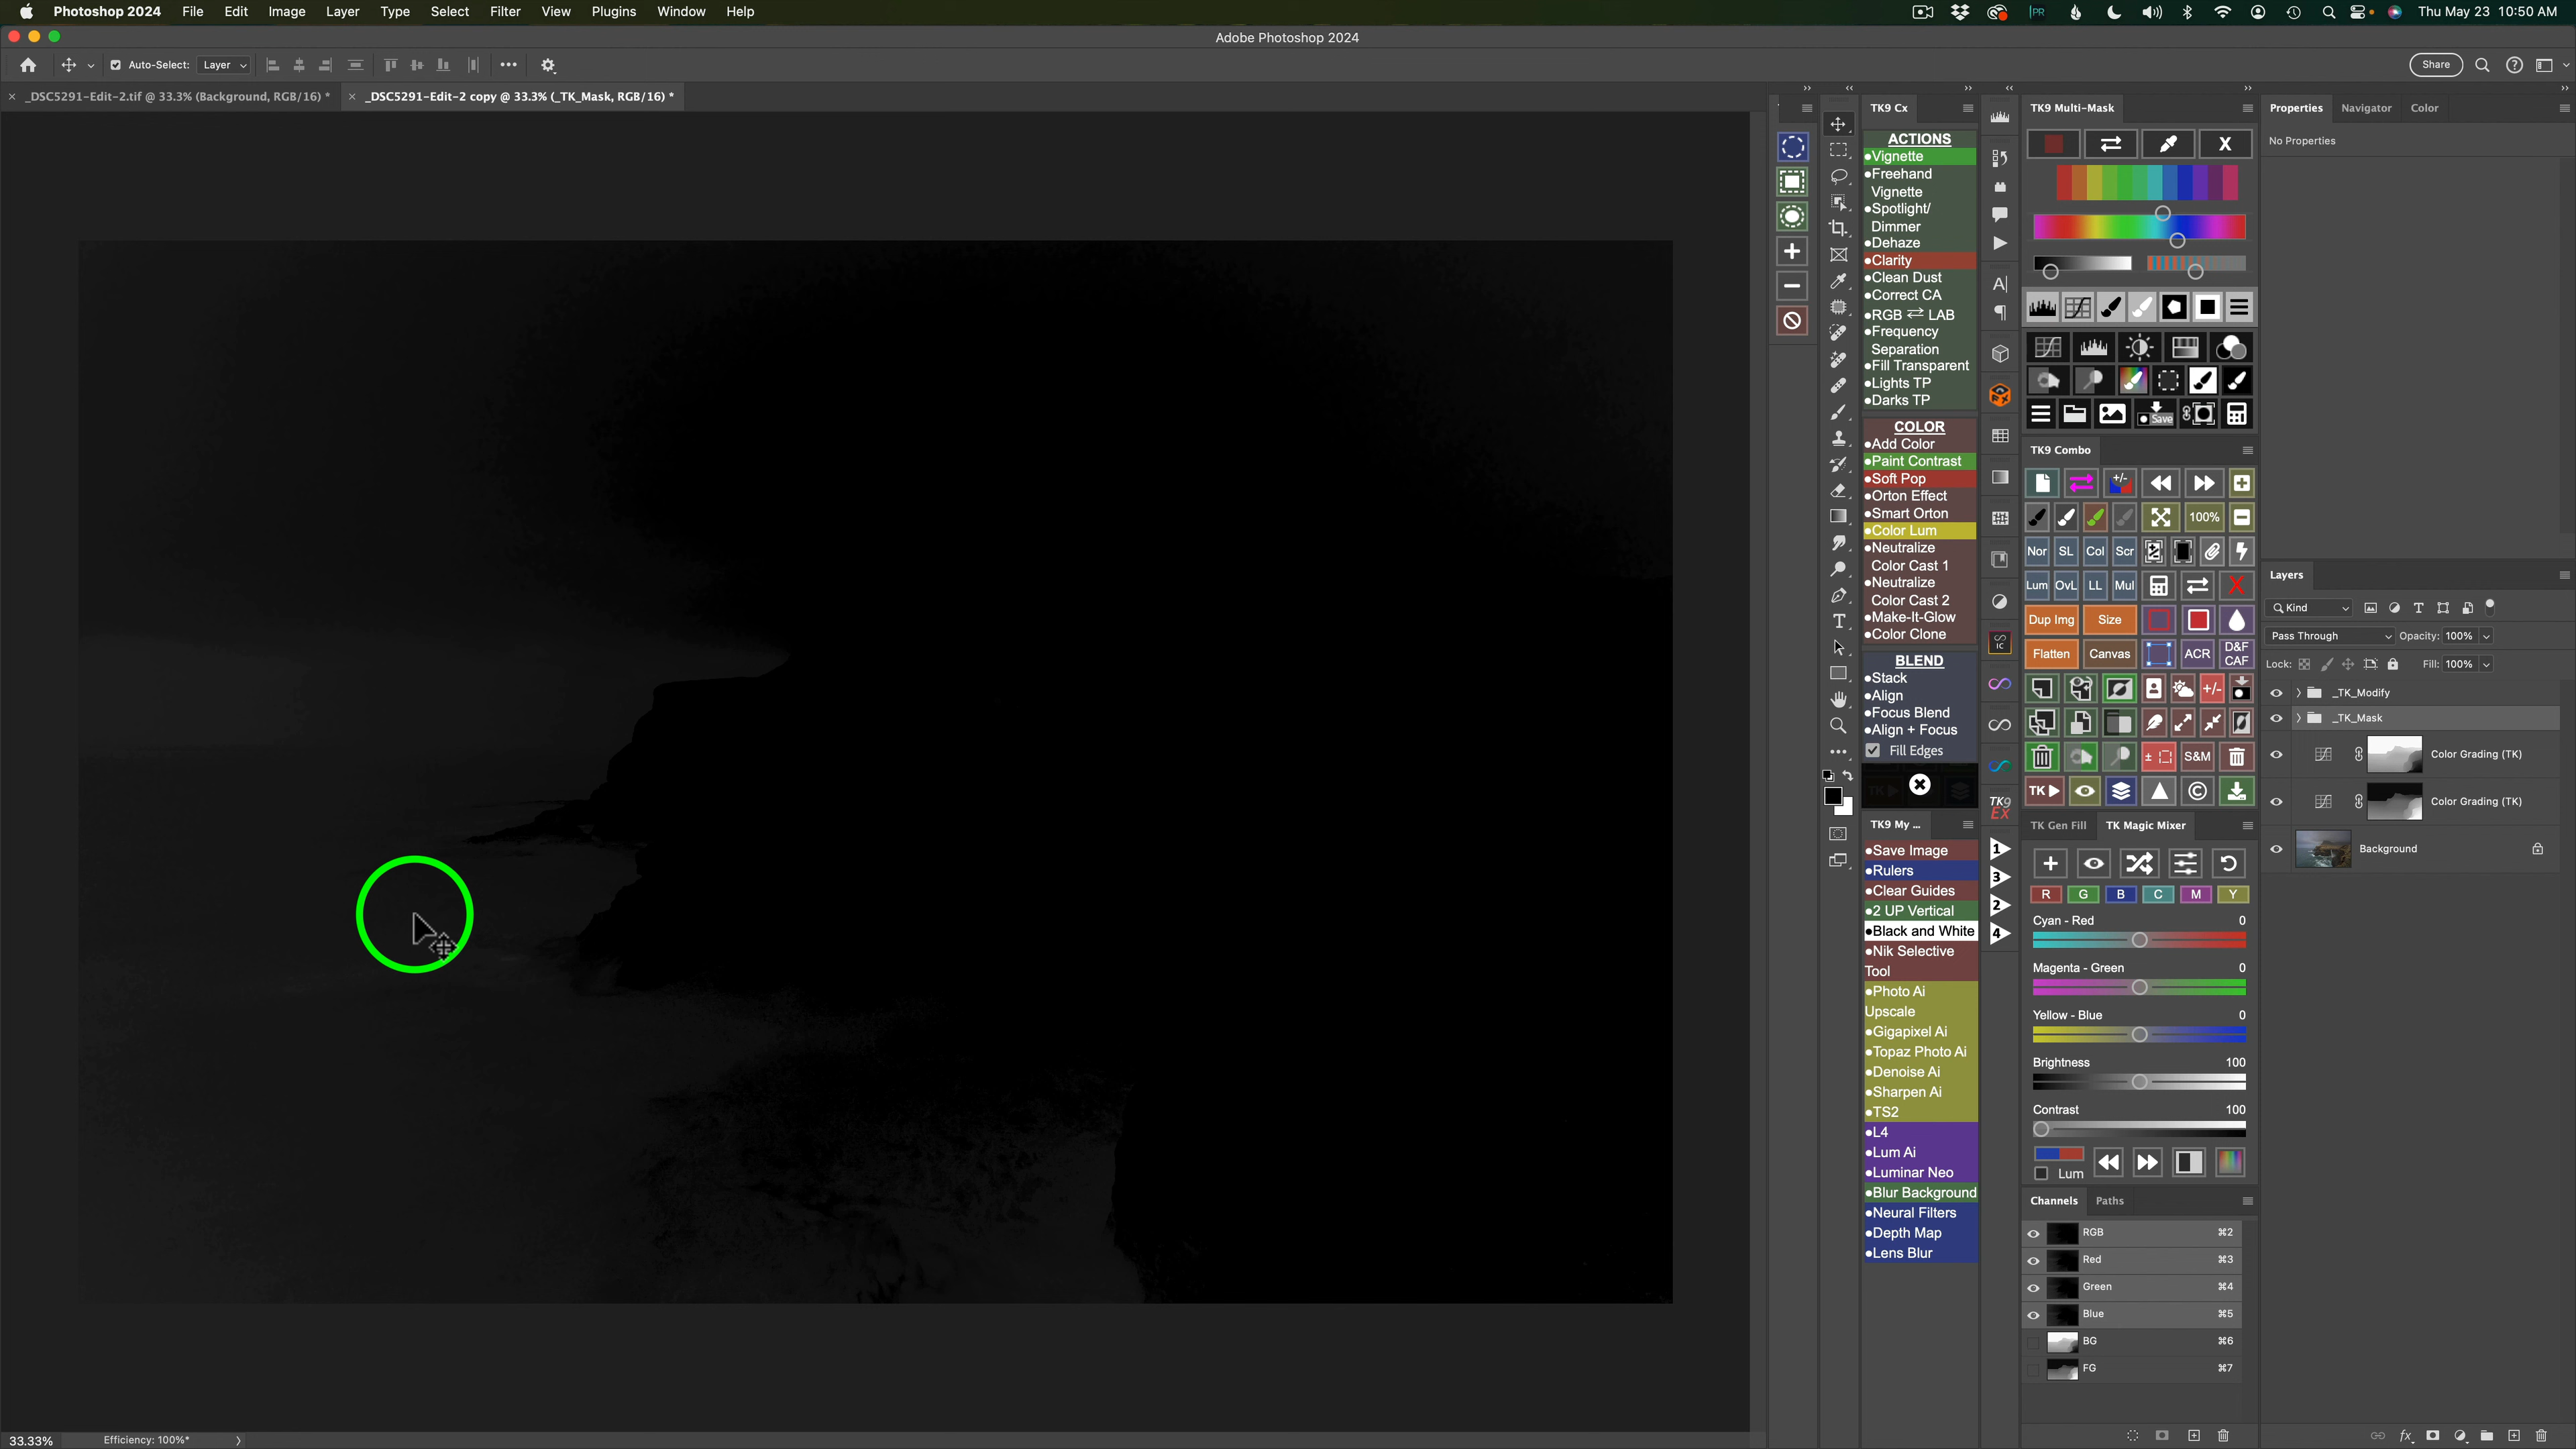 Photoshop 2024 File Edit Image Layer Type Select Filter View Plugins Window Help
PR
Thu May 23 10:50 AM
Adobe Photoshop 2024
Auto-Select: Layer
Share
_DSC5291-Edit-2.tif @ 33.3% (Background, RGB/16) *
_DSC5291-Edit-2 copy @ 33.3% (_TK_Mask, RGB/16) *
33.33%
Efficiency: 100%*
TK9 Cx
ACTIONS
●Vignette
●Freehand
Vignette
●Spotlight/
Dimmer
●Dehaze
●Clarity
●Clean Dust
●Correct CA
●RGB ⇄ LAB
●Frequency
Separation
●Fill Transparent
●Lights TP
●Darks TP
COLOR
●Add Color
●Paint Contrast
●Soft Pop
●Orton Effect
●Smart Orton
●Color Lum
●Neutralize
Color Cast 1
●Neutralize
Color Cast 2
●Make-It-Glow
●Color Clone
BLEND
●Stack
●Align
●Focus Blend
●Align + Focus
Fill Edges
TK9 My ...
●Save Image
●Rulers
●Clear Guides
●2 UP Vertical
●Black and White
●Nik Selective
Tool
●Photo Ai
Upscale
●Gigapixel Ai
●Topaz Photo Ai
●Denoise Ai
●Sharpen Ai
●TS2
●L4
●Lum Ai
●Luminar Neo
●Blur Background
●Neural Filters
●Depth Map
●Lens Blur
TK9
EX
1
3
2
4
TK9 Multi-Mask
X
Save
TK9 Combo
+/-
100%
Nor SL Col Scr
Lum OvL LL Mul
X
Dup Img Size
Flatten Canvas ACR D&F
CAF
+/-
S&M
TK
TK Gen Fill TK Magic Mixer
R G B C M Y
Cyan - Red 0
Magenta - Green 0
Yellow - Blue 0
Brightness 100
Contrast 100
Lum
Channels Paths
RGB ⌘2
Red ⌘3
Green ⌘4
Blue ⌘5
BG ⌘6
FG ⌘7
Properties Navigator Color
No Properties
Layers
Kind
Pass Through Opacity: 100%
Lock: Fill: 100%
_TK_Modify
_TK_Mask
Color Grading (TK)
Color Grading (TK)
Background
fx